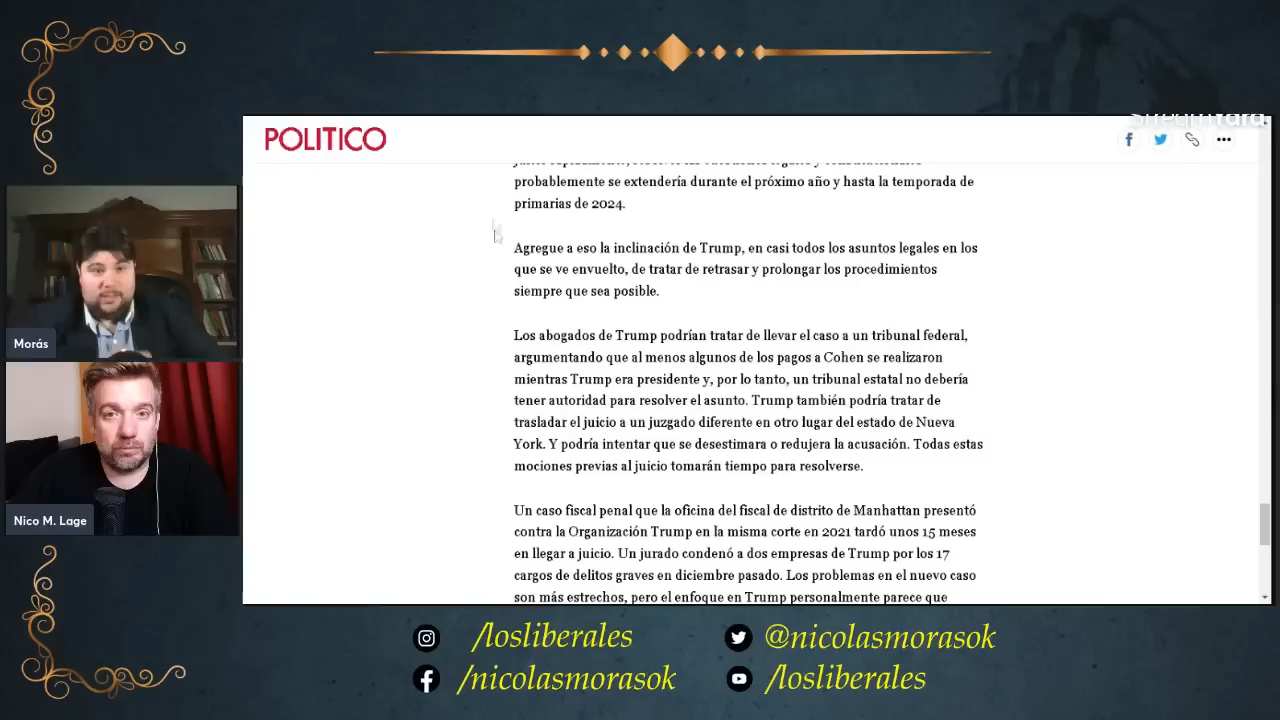 StreamYard
POLITICO
probablemente se extendería durante el próximo año y hasta la temporada de
primarias de 2024.
Agregue a eso la inclinación de Trump, en casi todos los asuntos legales en los
que se ve envuelto, de tratar de retrasar y prolongar los procedimientos
siempre que sea posible.
Los abogados de Trump podrían tratar de llevar el caso a un tribunal federal,
argumentando que al menos algunos de los pagos a Cohen se realizaron
mientras Trump era presidente y, por lo tanto, un tribunal estatal no debería
tener autoridad para resolver el asunto. Trump también podría tratar de
trasladar el juicio a un juzgado diferente en otro lugar del estado de Nueva
York. Y podría intentar que se desestimara o redujera la acusación. Todas estas
mociones previas al juicio tomarán tiempo para resolverse.
Un caso fiscal penal que la oficina del fiscal de distrito de Manhattan presentó
contra la Organización Trump en la misma corte en 2021 tardó unos 15 meses
en llegar a juicio. Un jurado condenó a dos empresas de Trump por los 17
cargos de delitos graves en diciembre pasado. Los problemas en el nuevo caso
son más estrechos, pero el enfoque en Trump personalmente parece que
Morás
Nico M. Lage
/losliberales
@nicolasmorasok
/nicolasmorasok
/losliberales